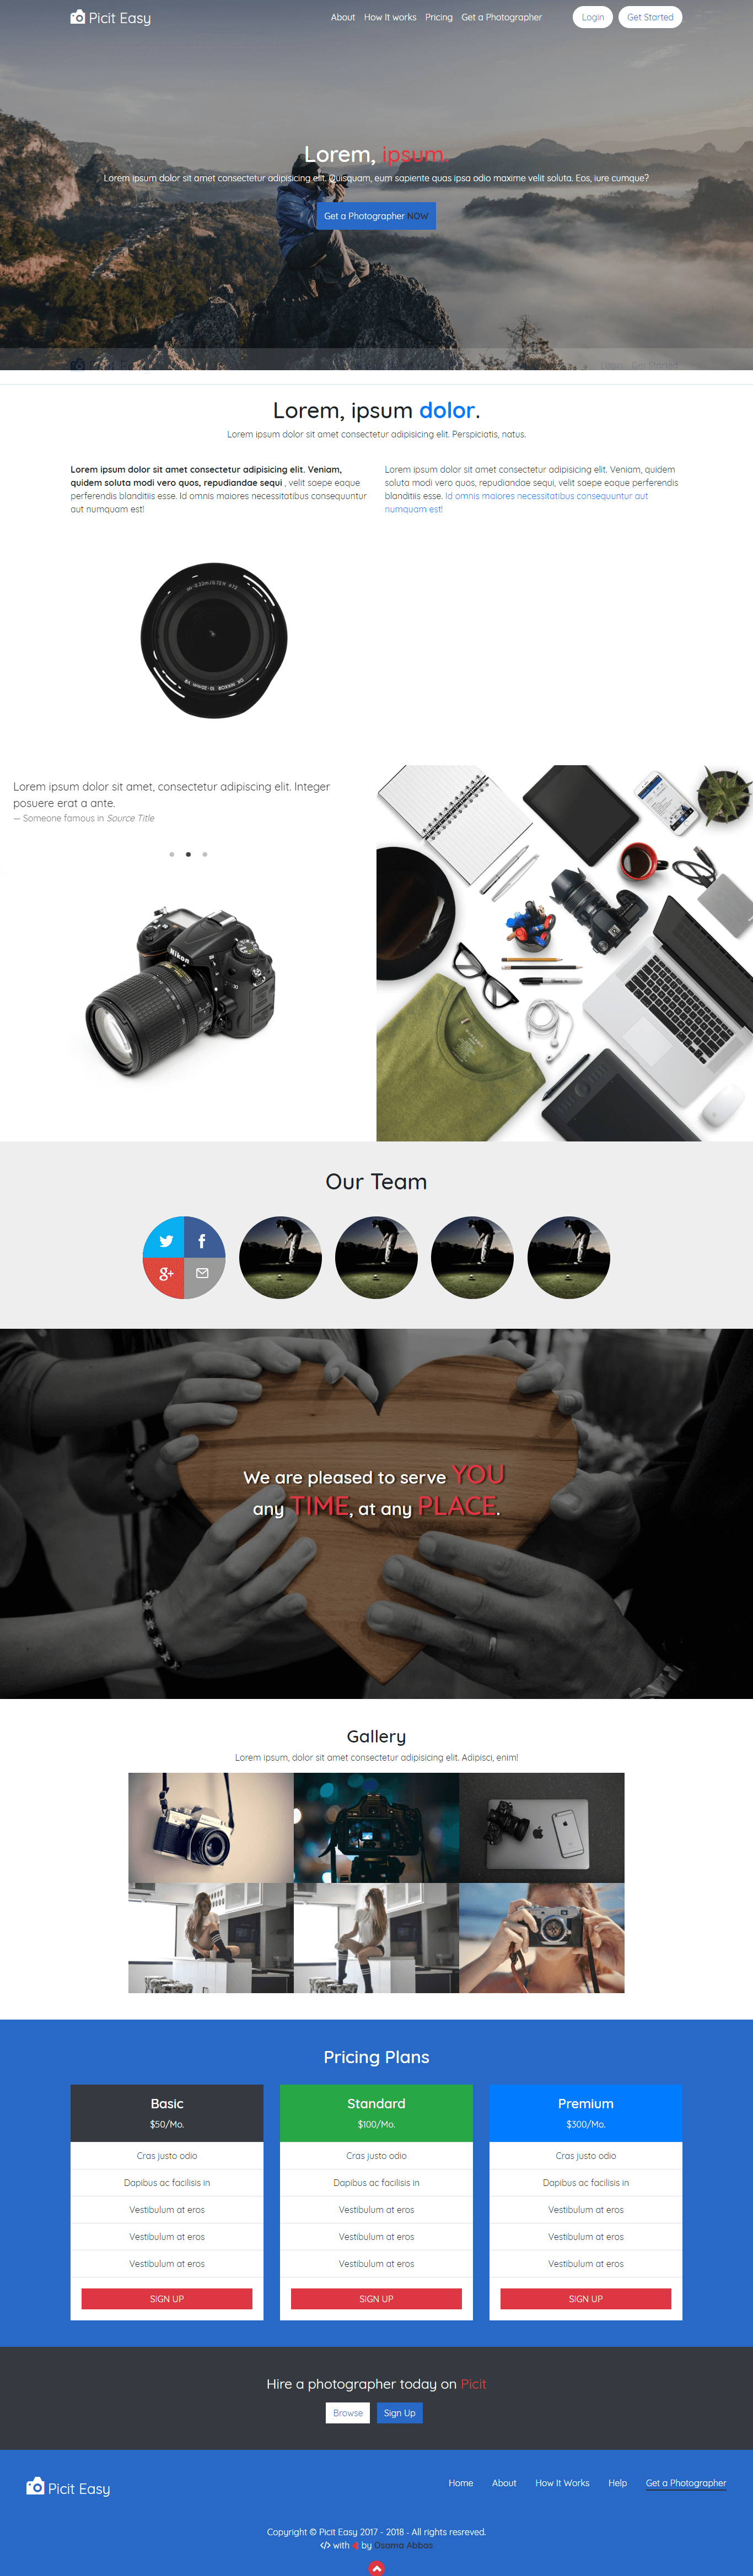 Picit Easy
About How It works Pricing Get a Photographer Login Get Started
Lorem, ipsum.
Lorem ipsum dolor sit amet consectetur adipisicing elit. Quisquam, eum sapiente quas ipsa odio maxime velit soluta. Eos, iure cumque?
Get a Photographer NOW
Login Get Started
Lorem, ipsum dolor.
Lorem ipsum dolor sit amet consectetur adipisicing elit. Perspiciatis, natus.
Lorem ipsum dolor sit amet consectetur adipisicing elit. Veniam,
quidem soluta modi vero quos, repudiandae sequi , velit saepe eaque
perferendis blanditiis esse. Id omnis maiores necessitatibus consequuntur
aut numquam est!
Lorem ipsum dolor sit amet consectetur adipisicing elit. Veniam, quidem
soluta modi vero quos, repudiandae sequi, velit saepe eaque perferendis
blanditiis esse. Id omnis maiores necessitatibus consequuntur aut
numquam est!
Lorem ipsum dolor sit amet, consectetur adipiscing elit. Integer
posuere erat a ante.
— Someone famous in Source Title
Nikon
Our Team
We are pleased to serve YOU
any TIME, at any PLACE.
Gallery
Lorem ipsum, dolor sit amet consectetur adipisicing elit. Adipisci, enim!
Pricing Plans
Basic
$50/Mo.
Cras justo odio
Dapibus ac facilisis in
Vestibulum at eros
Vestibulum at eros
Vestibulum at eros
SIGN UP
Standard
$100/Mo.
Cras justo odio
Dapibus ac facilisis in
Vestibulum at eros
Vestibulum at eros
Vestibulum at eros
SIGN UP
Premium
$300/Mo.
Cras justo odio
Dapibus ac facilisis in
Vestibulum at eros
Vestibulum at eros
Vestibulum at eros
SIGN UP
Hire a photographer today on Picit
Browse Sign Up
Picit Easy
Home About How It Works Help Get a Photographer
Copyright © Picit Easy 2017 - 2018 - All rights resreved.
</> with by Osama Abbas